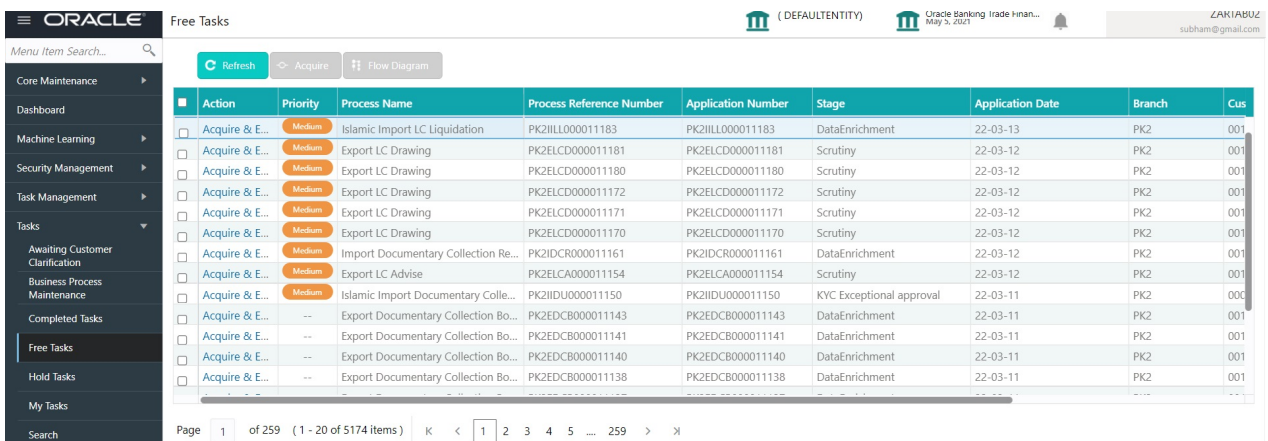 ORACLE
Free Tasks
( DEFAULTENTITY)
Oracle Banking Trade Finan...
May 5, 2021
ZARTAB02
subham@gmail.com
Menu Item Search...
Core Maintenance
Dashboard
Machine Learning
Security Management
Task Management
Tasks
Awaiting Customer
Clarification
Business Process
Maintenance
Completed Tasks
Free Tasks
Hold Tasks
My Tasks
Search
Refresh Acquire Flow Diagram
Action Priority Process Name Process Reference Number Application Number Stage Application Date Branch Cus
Acquire & E... Medium Islamic Import LC Liquidation PK2IILL000011183 PK2IILL000011183 DataEnrichment 22-03-13 PK2 001
Acquire & E... Medium Export LC Drawing PK2ELCD000011181 PK2ELCD000011181 Scrutiny 22-03-12 PK2 001
Acquire & E... Medium Export LC Drawing PK2ELCD000011180 PK2ELCD000011180 Scrutiny 22-03-12 PK2 001
Acquire & E... Medium Export LC Drawing PK2ELCD000011172 PK2ELCD000011172 Scrutiny 22-03-12 PK2 001
Acquire & E... Medium Export LC Drawing PK2ELCD000011171 PK2ELCD000011171 Scrutiny 22-03-12 PK2 001
Acquire & E... Medium Export LC Drawing PK2ELCD000011170 PK2ELCD000011170 Scrutiny 22-03-12 PK2 001
Acquire & E... Medium Import Documentary Collection Re... PK2IDCR000011161 PK2IDCR000011161 DataEnrichment 22-03-12 PK2 001
Acquire & E... Medium Export LC Advise PK2ELCA000011154 PK2ELCA000011154 Scrutiny 22-03-12 PK2 001
Acquire & E... Medium Islamic Import Documentary Colle... PK2IIDU000011150 PK2IIDU000011150 KYC Exceptional approval 22-03-11 PK2 000
Acquire & E... -- Export Documentary Collection Bo... PK2EDCB000011143 PK2EDCB000011143 DataEnrichment 22-03-11 PK2 001
Acquire & E... -- Export Documentary Collection Bo... PK2EDCB000011141 PK2EDCB000011141 DataEnrichment 22-03-11 PK2 001
Acquire & E... -- Export Documentary Collection Bo... PK2EDCB000011140 PK2EDCB000011140 DataEnrichment 22-03-11 PK2 001
Acquire & E... -- Export Documentary Collection Bo... PK2EDCB000011138 PK2EDCB000011138 DataEnrichment 22-03-11 PK2 001
Page 1 of 259 (1 - 20 of 5174 items) 1 2 3 4 5 ... 259